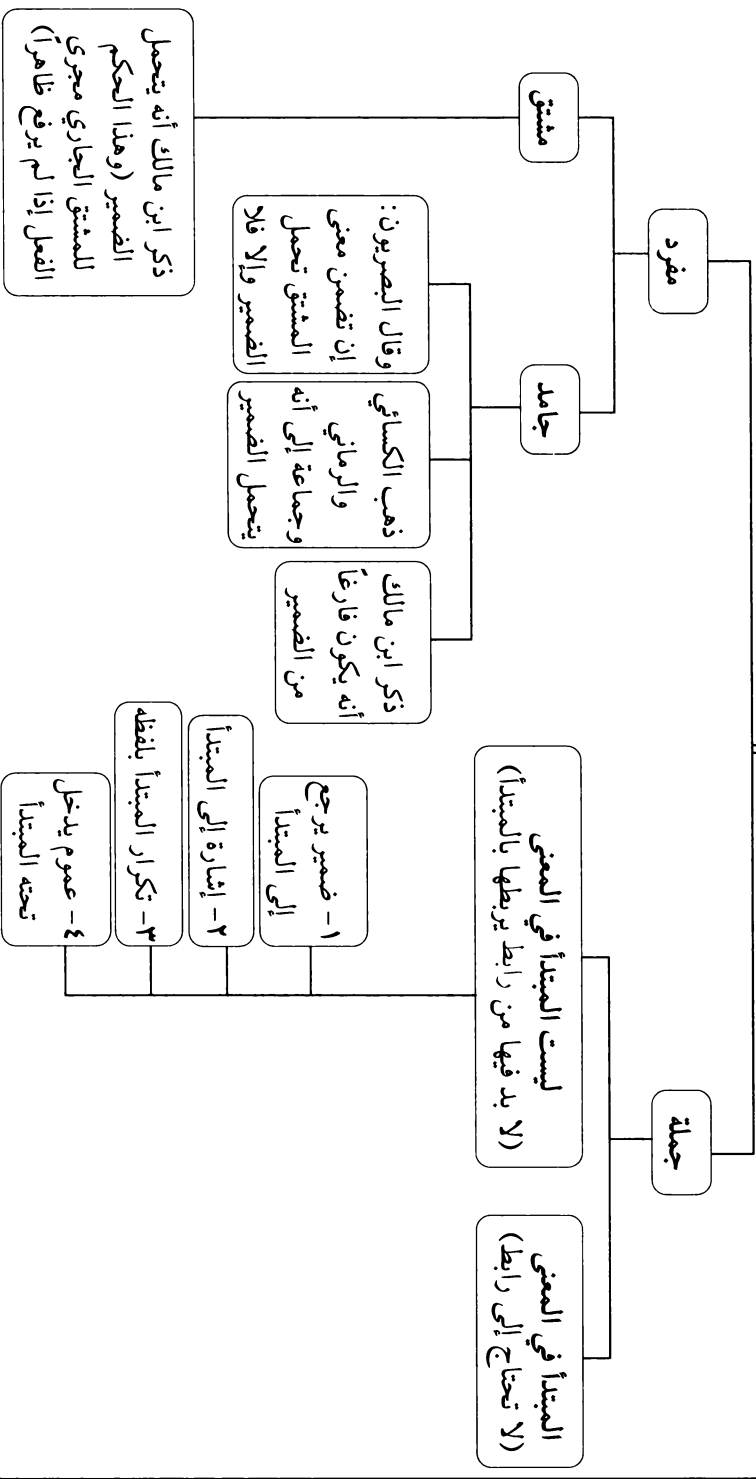 مفرد
جملة
مشتق
جامد
ذكر ابن مالك أنه يتحمل
الضمير (وهذا الحكم
للمشتق الجاري مجرى
الفعل إذا لم يرفع ظاهراً)
وقال البصريون:
إن تضمن معنى
المشتق تحمل
الضمير وإلا فلا
ذهب الكسائي
والرماني
وجماعة إلى أنه
يتحمل الضمير
ذكر ابن مالك
أنه يكون فارغاً
من الضمير
ليست المبتدأ في المعنى
(لا بد فيها من رابط يربطها بالمبتدأ)
١- ضمير يرجع
إلى المبتدأ
٢- إشارة إلى المبتدأ
٣- تكرار المبتدأ بلفظه
٤- عموم يدخل
تحته المبتدأ
المبتدأ في المعنى
(لا تحتاج إلى رابط)